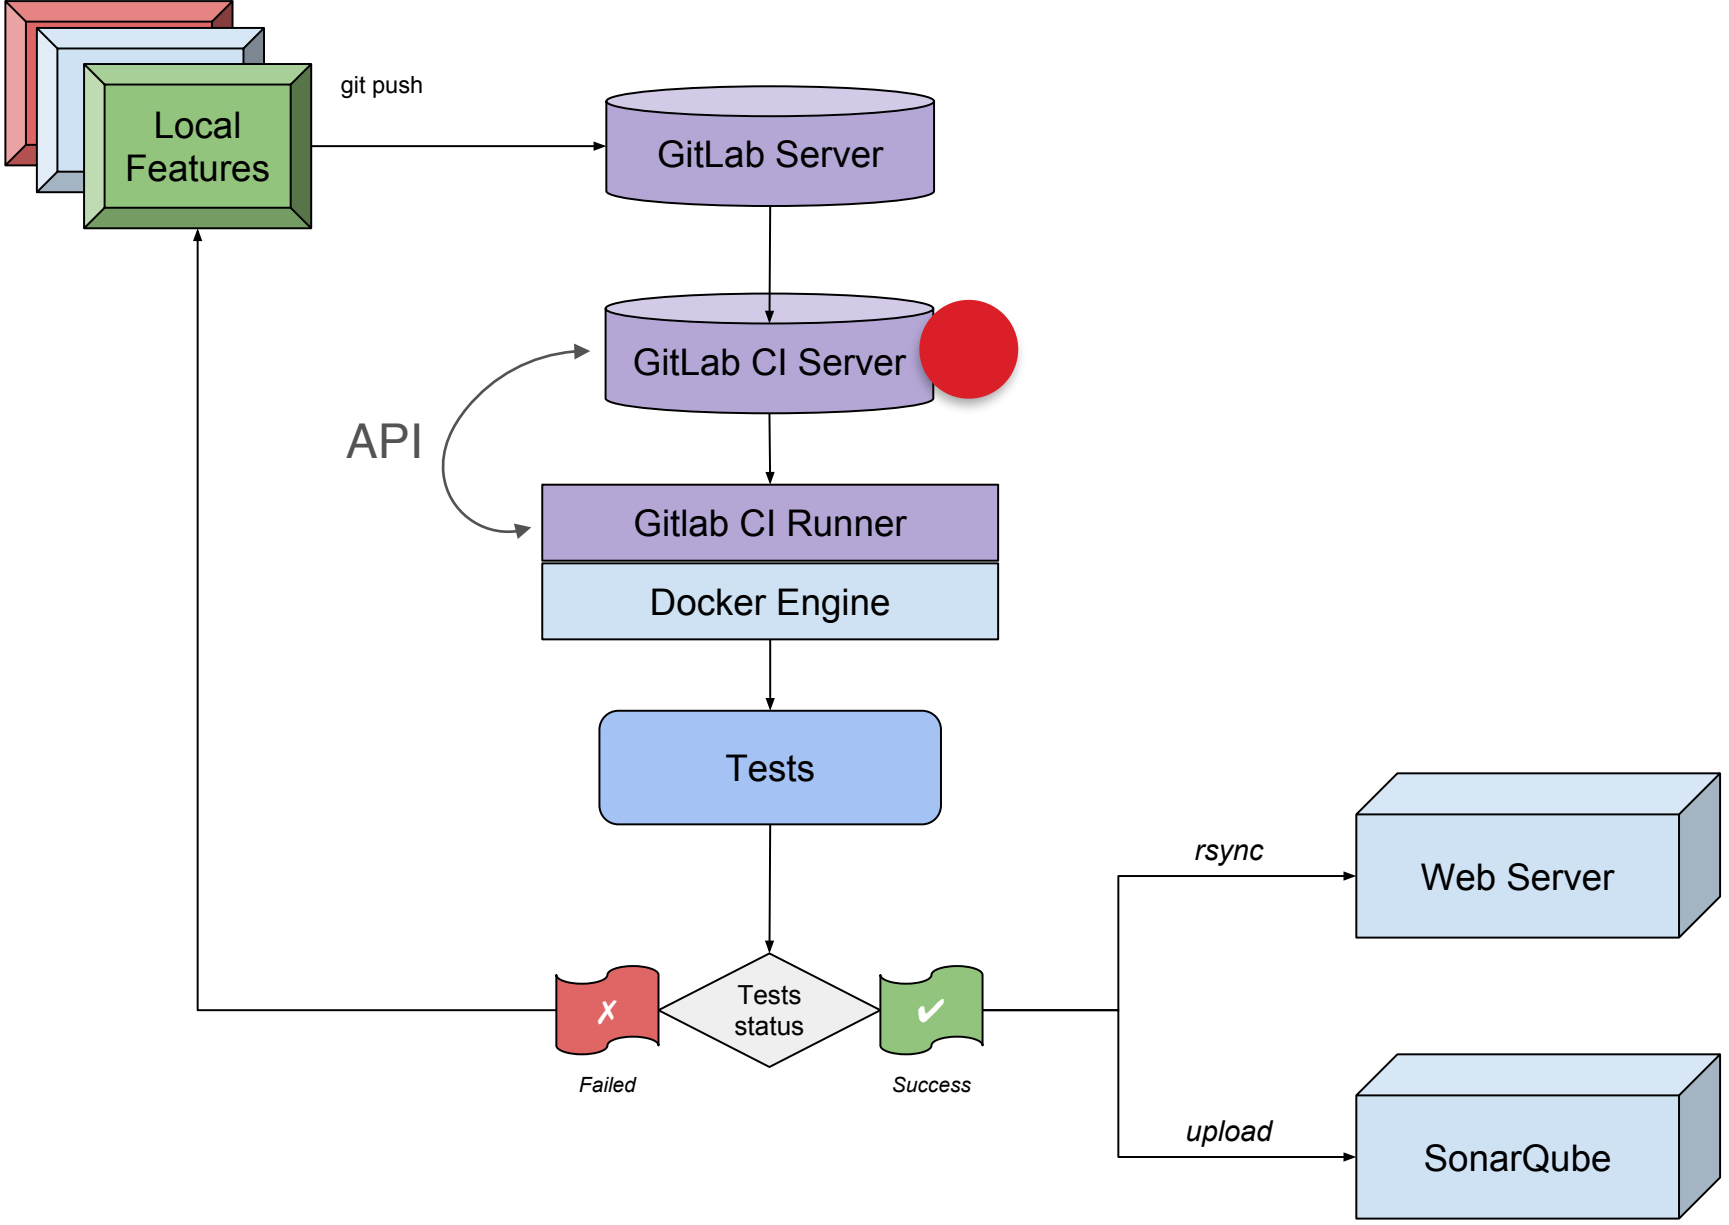 git push
Local
Features
GitLab Server
GitLab CI Server
API
Gitlab CI Runner
Docker Engine
Tests
rsync
Web Server
✗
Tests
status
✔
Failed
Success
upload
SonarQube